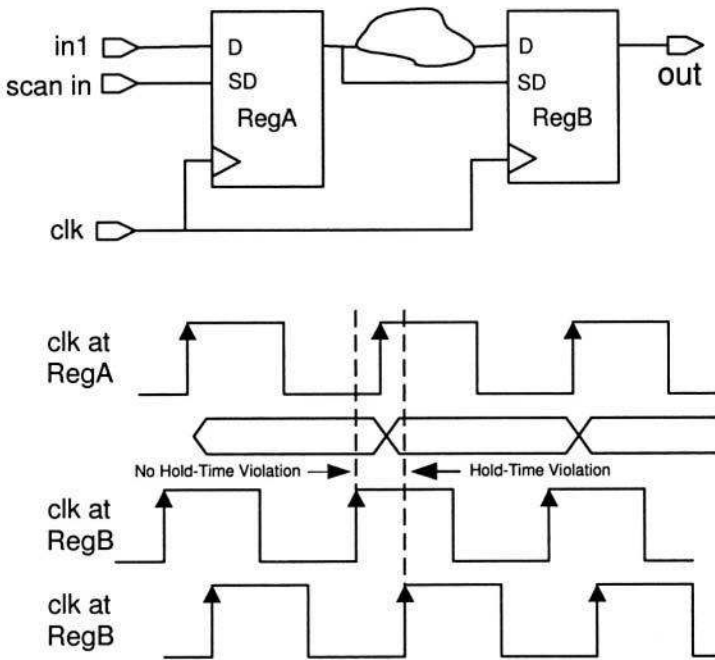 in1
D
D
scan in
SD
SD
out
RegA
RegB
clk
clk at
RegA
No Hold-Time Violation
Hold-Time Violation
clk at
RegB
clk at
RegB